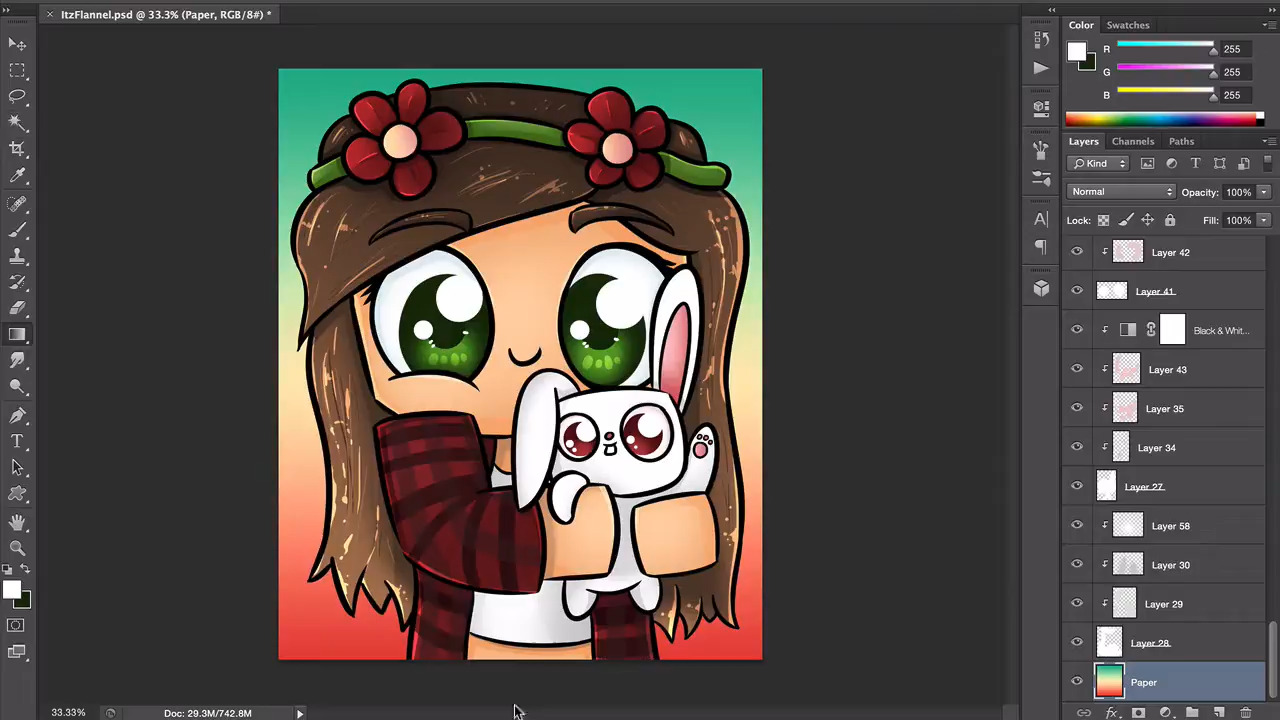 ItzFlannel.psd @ 33.3% (Paper, RGB/8#) *
Color
Swatches
R
255
G
255
B
255
Layers
Channels
Paths
Kind
Normal
Opacity: 100%
Lock:
Fill: 100%
Layer 42
Layer 41
Black & Whit...
Layer 43
Layer 35
Layer 34
Layer 27
Layer 58
Layer 30
Layer 29
Layer 28
Paper
33.33%
Doc: 29.3M/742.8M